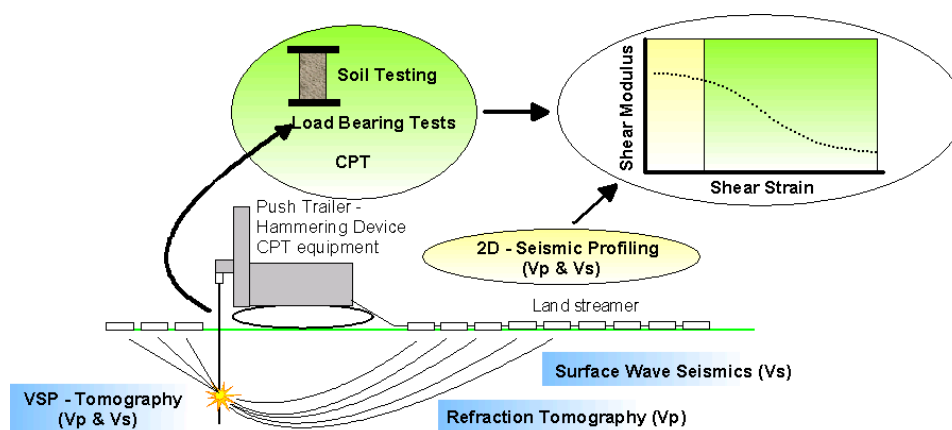 Soil Testing
Load Bearing Tests
CPT
Shear Modulus
Shear Strain
Push Trailer -
Hammering Device
CPT equipment
2D - Seismic Profiling
(Vp & Vs)
Land streamer
Surface Wave Seismics (Vs)
VSP - Tomography
(Vp & Vs)
Refraction Tomography (Vp)